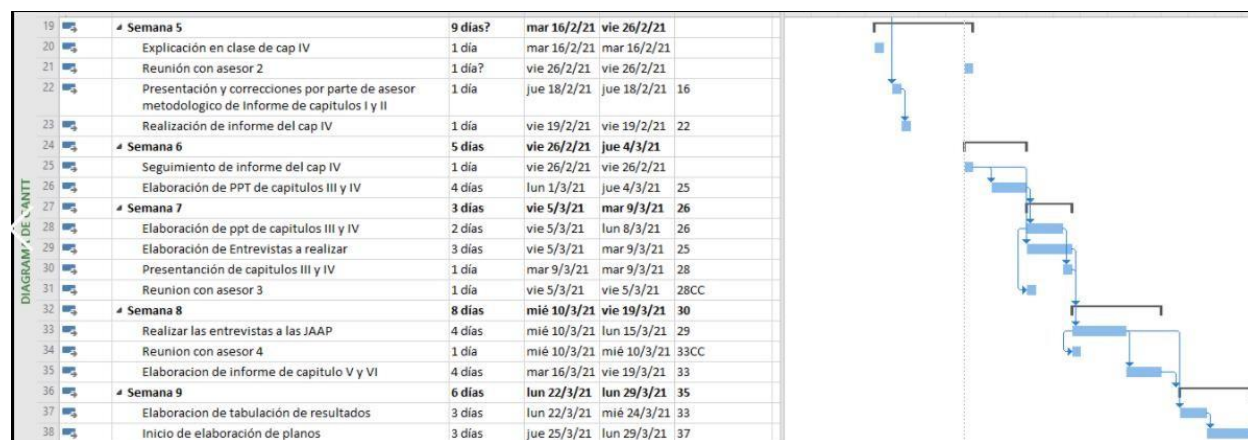 19 Semana 5 9 días? mar 16/2/21 vie 26/2/21
20 Explicación en clase de cap IV 1 día mar 16/2/21 mar 16/2/21
21 Reunión con asesor 2 1 día? vie 26/2/21 vie 26/2/21
22 Presentación y correcciones por parte de asesor 1 día jue 18/2/21 jue 18/2/21 16
metodologico de Informe de capitulos I y II
23 Realización de informe del cap IV 1 día vie 19/2/21 vie 19/2/21 22
24 Semana 6 5 días vie 26/2/21 jue 4/3/21
25 Seguimiento de informe del cap IV 1 día vie 26/2/21 vie 26/2/21
26 Elaboración de PPT de capitulos III y IV 4 días lun 1/3/21 jue 4/3/21 25
27 Semana 7 3 días vie 5/3/21 mar 9/3/21 26
28 Elaboración de ppt de capitulos III y IV 2 días vie 5/3/21 lun 8/3/21 26
29 Elaboración de Entrevistas a realizar 3 días vie 5/3/21 mar 9/3/21 25
30 Presentanción de capitulos III y IV 1 día mar 9/3/21 mar 9/3/21 28
31 Reunion con asesor 3 1 día vie 5/3/21 vie 5/3/21 28CC
32 Semana 8 8 días mié 10/3/21 vie 19/3/21 30
33 Realizar las entrevistas a las JAAP 4 días mié 10/3/21 lun 15/3/21 29
34 Reunion con asesor 4 1 día mié 10/3/21 mié 10/3/21 33CC
35 Elaboracion de informe de capitulo V y VI 4 días mar 16/3/21 vie 19/3/21 33
36 Semana 9 6 días lun 22/3/21 lun 29/3/21 35
37 Elaboracion de tabulación de resultados 3 días lun 22/3/21 mié 24/3/21 33
38 Inicio de elaboración de planos 3 días jue 25/3/21 lun 29/3/21 37
DIAGRAMA DE GANTT